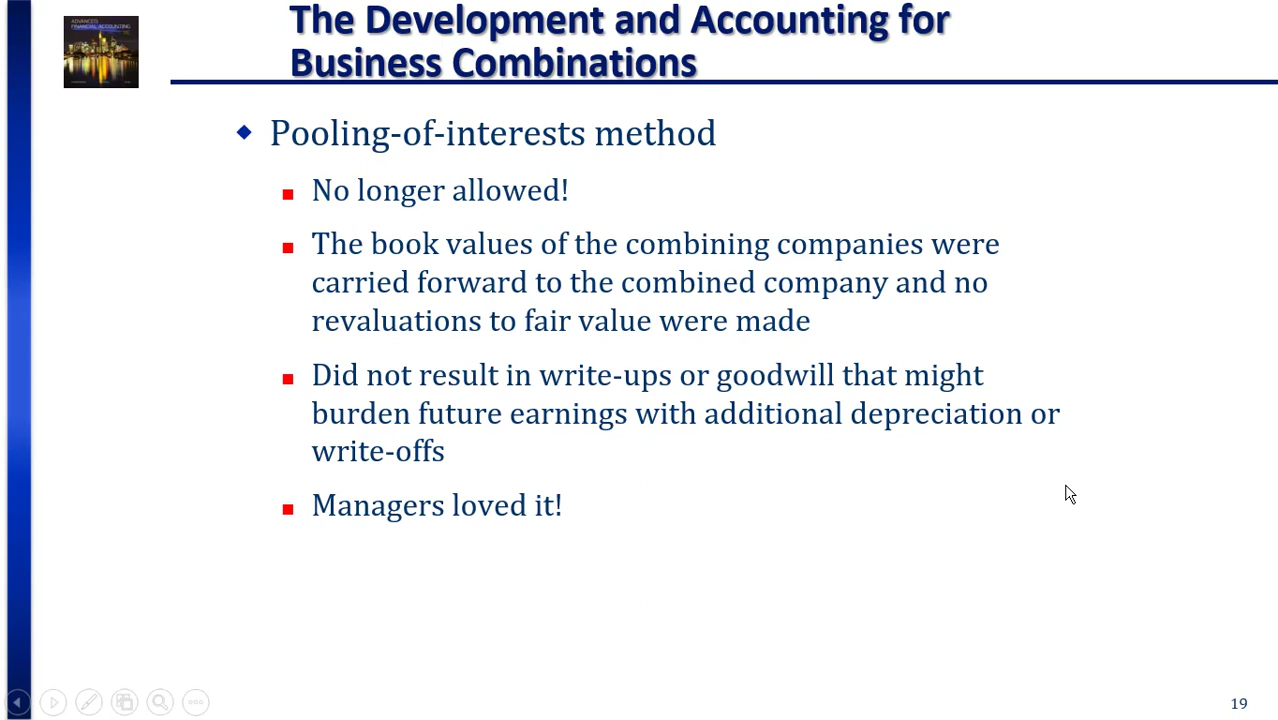 The Development and Accounting for
Business Combinations
ADVANCED
FINANCIAL ACCOUNTING
Pooling-of-interests method
No longer allowed!
The book values of the combining companies were
carried forward to the combined company and no
revaluations to fair value were made
Did not result in write-ups or goodwill that might
burden future earnings with additional depreciation or
write-offs
Managers loved it!
19